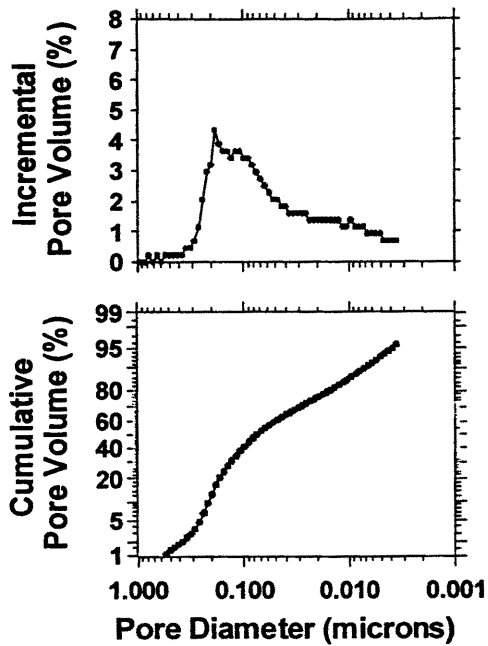 Incremental
Pore Volume (%)
8
7
6
5
4
3
2
1
0
Cumulative
Pore Volume (%)
99
95
80
60
40
20
5
1
1.000 0.100 0.010 0.001
Pore Diameter (microns)